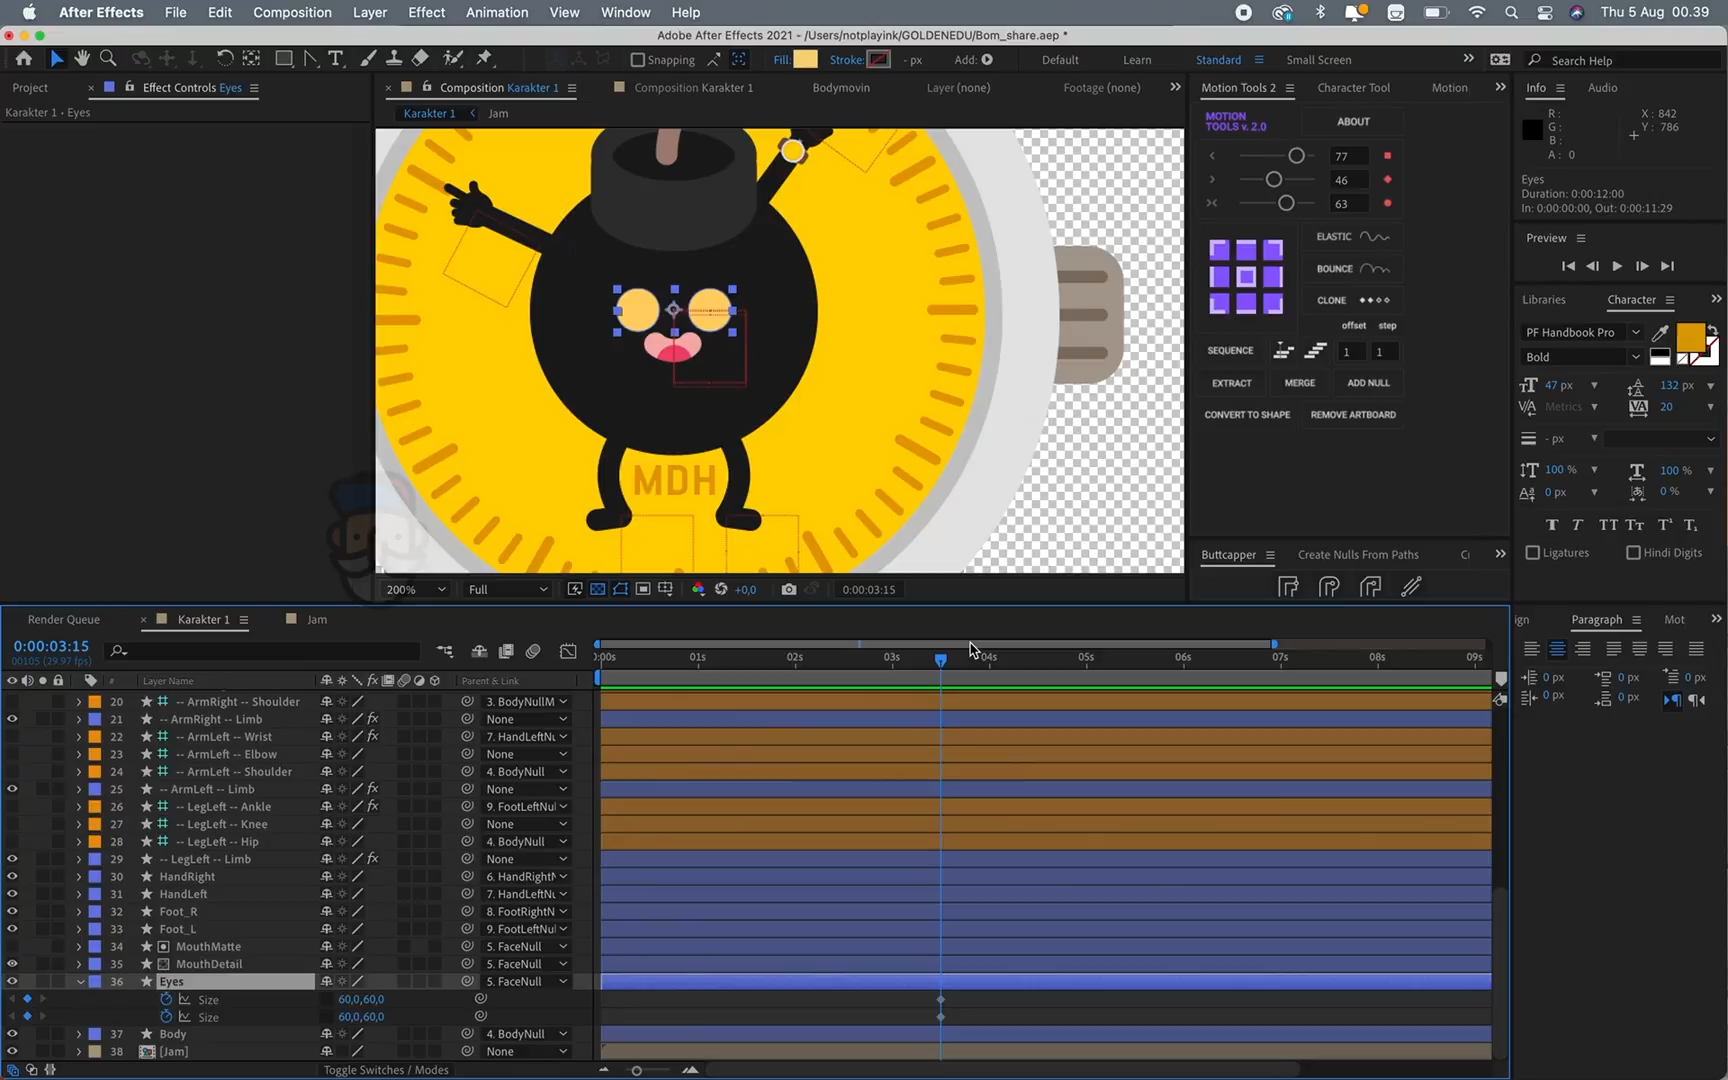 After Effects File Edit Composition Layer Effect Animation View Window Help Thu 5 Aug 00.39
Adobe After Effects 2021 - /Users/notplayink/GOLDENEDU/Bom_share.aep *
Snapping Fill: Stroke: - px Add: Default Learn Standard Small Screen Search Help
Project Effect Controls Eyes Composition Karakter 1 Composition Karakter 1 Bodymovin Layer (none) Footage (none) Motion Tools 2 Character Tool Motion Info Audio
Karakter 1 • Eyes Karakter 1 Jam
MOTION TOOLS v. 2.0 ABOUT
R: X: 842
G: Y: 786
B:
A: 0
77
46
63
Eyes
Duration: 0:00:12:00
In: 0:00:00:00, Out: 0:00:11:29
ELASTIC
BOUNCE
CLONE
offset step
SEQUENCE 1 1
EXTRACT MERGE ADD NULL
CONVERT TO SHAPE REMOVE ARTBOARD
Preview
Libraries Character
PF Handbook Pro
Bold
47 px 132 px
Metrics 20
- px
100 % 100 %
0 px 0 %
T T TT Tт T¹ T₁
Ligatures Hindi Digits
MDH
Buttcapper Create Nulls From Paths
200% Full +0,0 0:00:03:15
Render Queue Karakter 1 Jam Paragraph Mot
ign
0:00:03:15
00105 (29.97 fps)
0:00s 01s 02s 03s 04s 05s 06s 07s 08s 09s
# Layer Name Parent & Link
0 px 0 px
0 px 0 px
20 -- ArmRight -- Shoulder 3. BodyNullM
21 -- ArmRight -- Limb None
22 -- ArmLeft -- Wrist 7. HandLeftNu
23 -- ArmLeft -- Elbow None
24 -- ArmLeft -- Shoulder 4. BodyNull
25 -- ArmLeft -- Limb None
26 -- LegLeft -- Ankle 9. FootLeftNul
27 -- LegLeft -- Knee None
28 -- LegLeft -- Hip 4. BodyNull
29 -- LegLeft -- Limb None
30 HandRight 6. HandRightN
31 HandLeft 7. HandLeftNu
32 Foot_R 8. FootRightN
33 Foot_L 9. FootLeftNul
34 MouthMatte 5. FaceNull
35 MouthDetail 5. FaceNull
36 Eyes 5. FaceNull
Size 60,0,60,0
Size 60,0,60,0
37 Body 4. BodyNull
38 [Jam] None
Toggle Switches / Modes